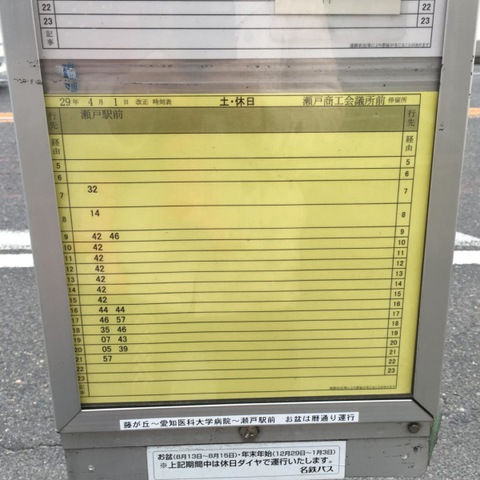 22 22
23 23
記事
29年 4月 1日 改正 時刻表 土・休日 瀬戸商工会議所前 停留所
行先 瀬戸駅前 行先
経由 経由
5 5
6 6
7 32 7
8 14 8
9 42 46 9
10 42 10
11 42 11
12 42 12
13 42 13
14 42 14
15 42 15
16 44 44 16
17 46 57 17
18 35 46 18
19 07 43 19
20 05 39 20
21 57 21
22
23
藤が丘～愛知医科大学病院～瀬戸駅前 お盆は暦通り運行
お盆(8月13日～8月15日)・年末年始(12月29日～1月3日)
※上記期間中は休日ダイヤで運行いたします。
名鉄バス